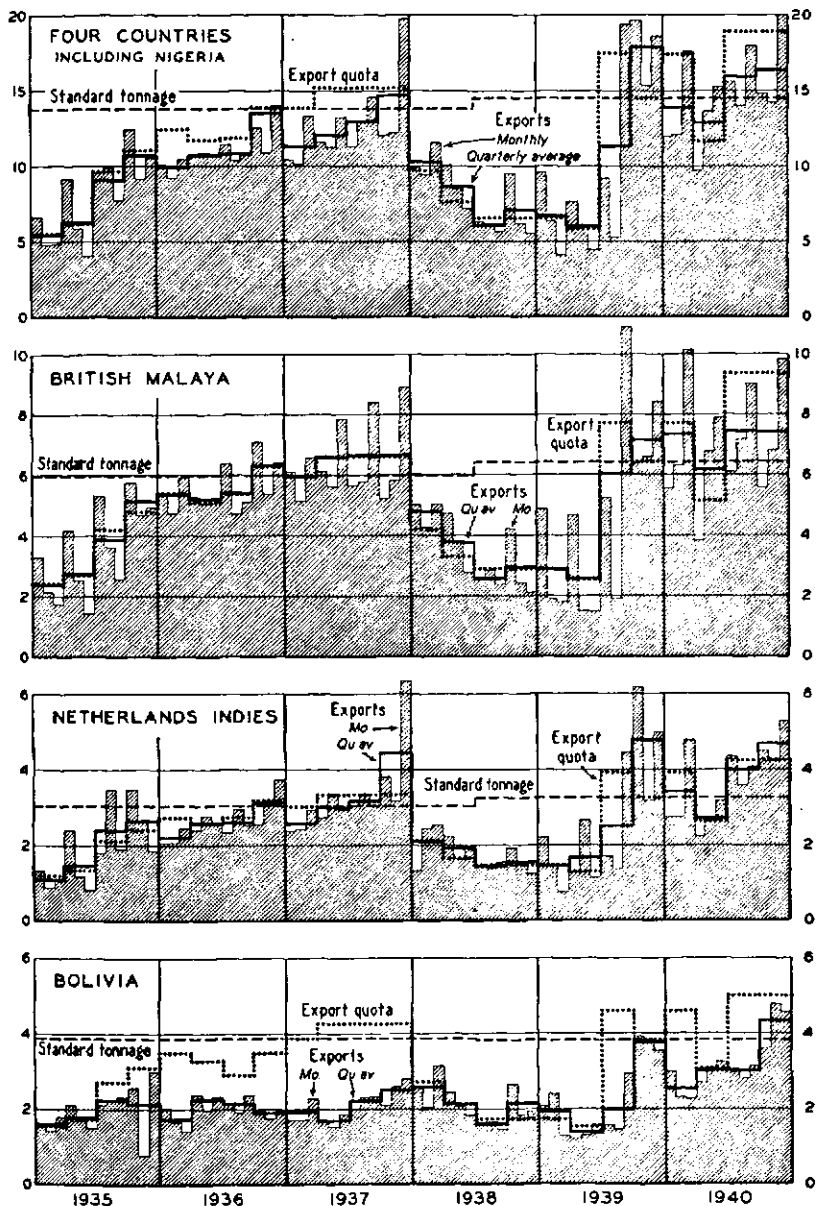 20
15
10
5
0
FOUR COUNTRIES
INCLUDING NIGERIA
Export quota
Standard tonnage
Exports
Monthly
Quarterly average
20
15
10
5
0
10
8
6
4
2
0
BRITISH MALAYA
Standard tonnage
Export
quota
Exports
Qu av
Mo
10
8
6
4
2
0
6
4
2
0
NETHERLANDS INDIES
Exports
Mo
Qu av
Export
quota
Standard tonnage
6
4
2
0
6
4
2
0
BOLIVIA
Export quota
Standard tonnage
Exports
Mo.
Qu av
6
4
2
0
1935 1936 1937 1938 1939 1940